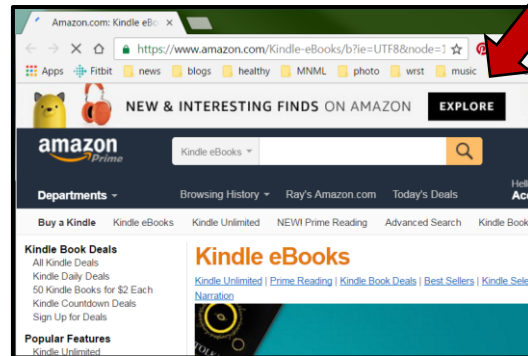 Amazon.com: Kindle eBo
https://www.amazon.com/Kindle-eBooks/b?ie=UTF8&node=1
Apps Fitbit news blogs healthy MNML photo wrst music
NEW & INTERESTING FINDS ON AMAZON EXPLORE
amazon Prime Kindle eBooks
Hell
Departments Browsing History Ray's Amazon.com Today's Deals Acc
Buy a Kindle Kindle eBooks Kindle Unlimited NEW! Prime Reading Advanced Search Kindle Book
Kindle Book Deals
All Kindle Deals
Kindle Daily Deals
50 Kindle Books for $2 Each
Kindle Countdown Deals
Sign Up for Deals
Popular Features
Kindle Unlimited
Kindle eBooks
Kindle Unlimited | Prime Reading | Kindle Book Deals | Best Sellers | Kindle Sele
Narration